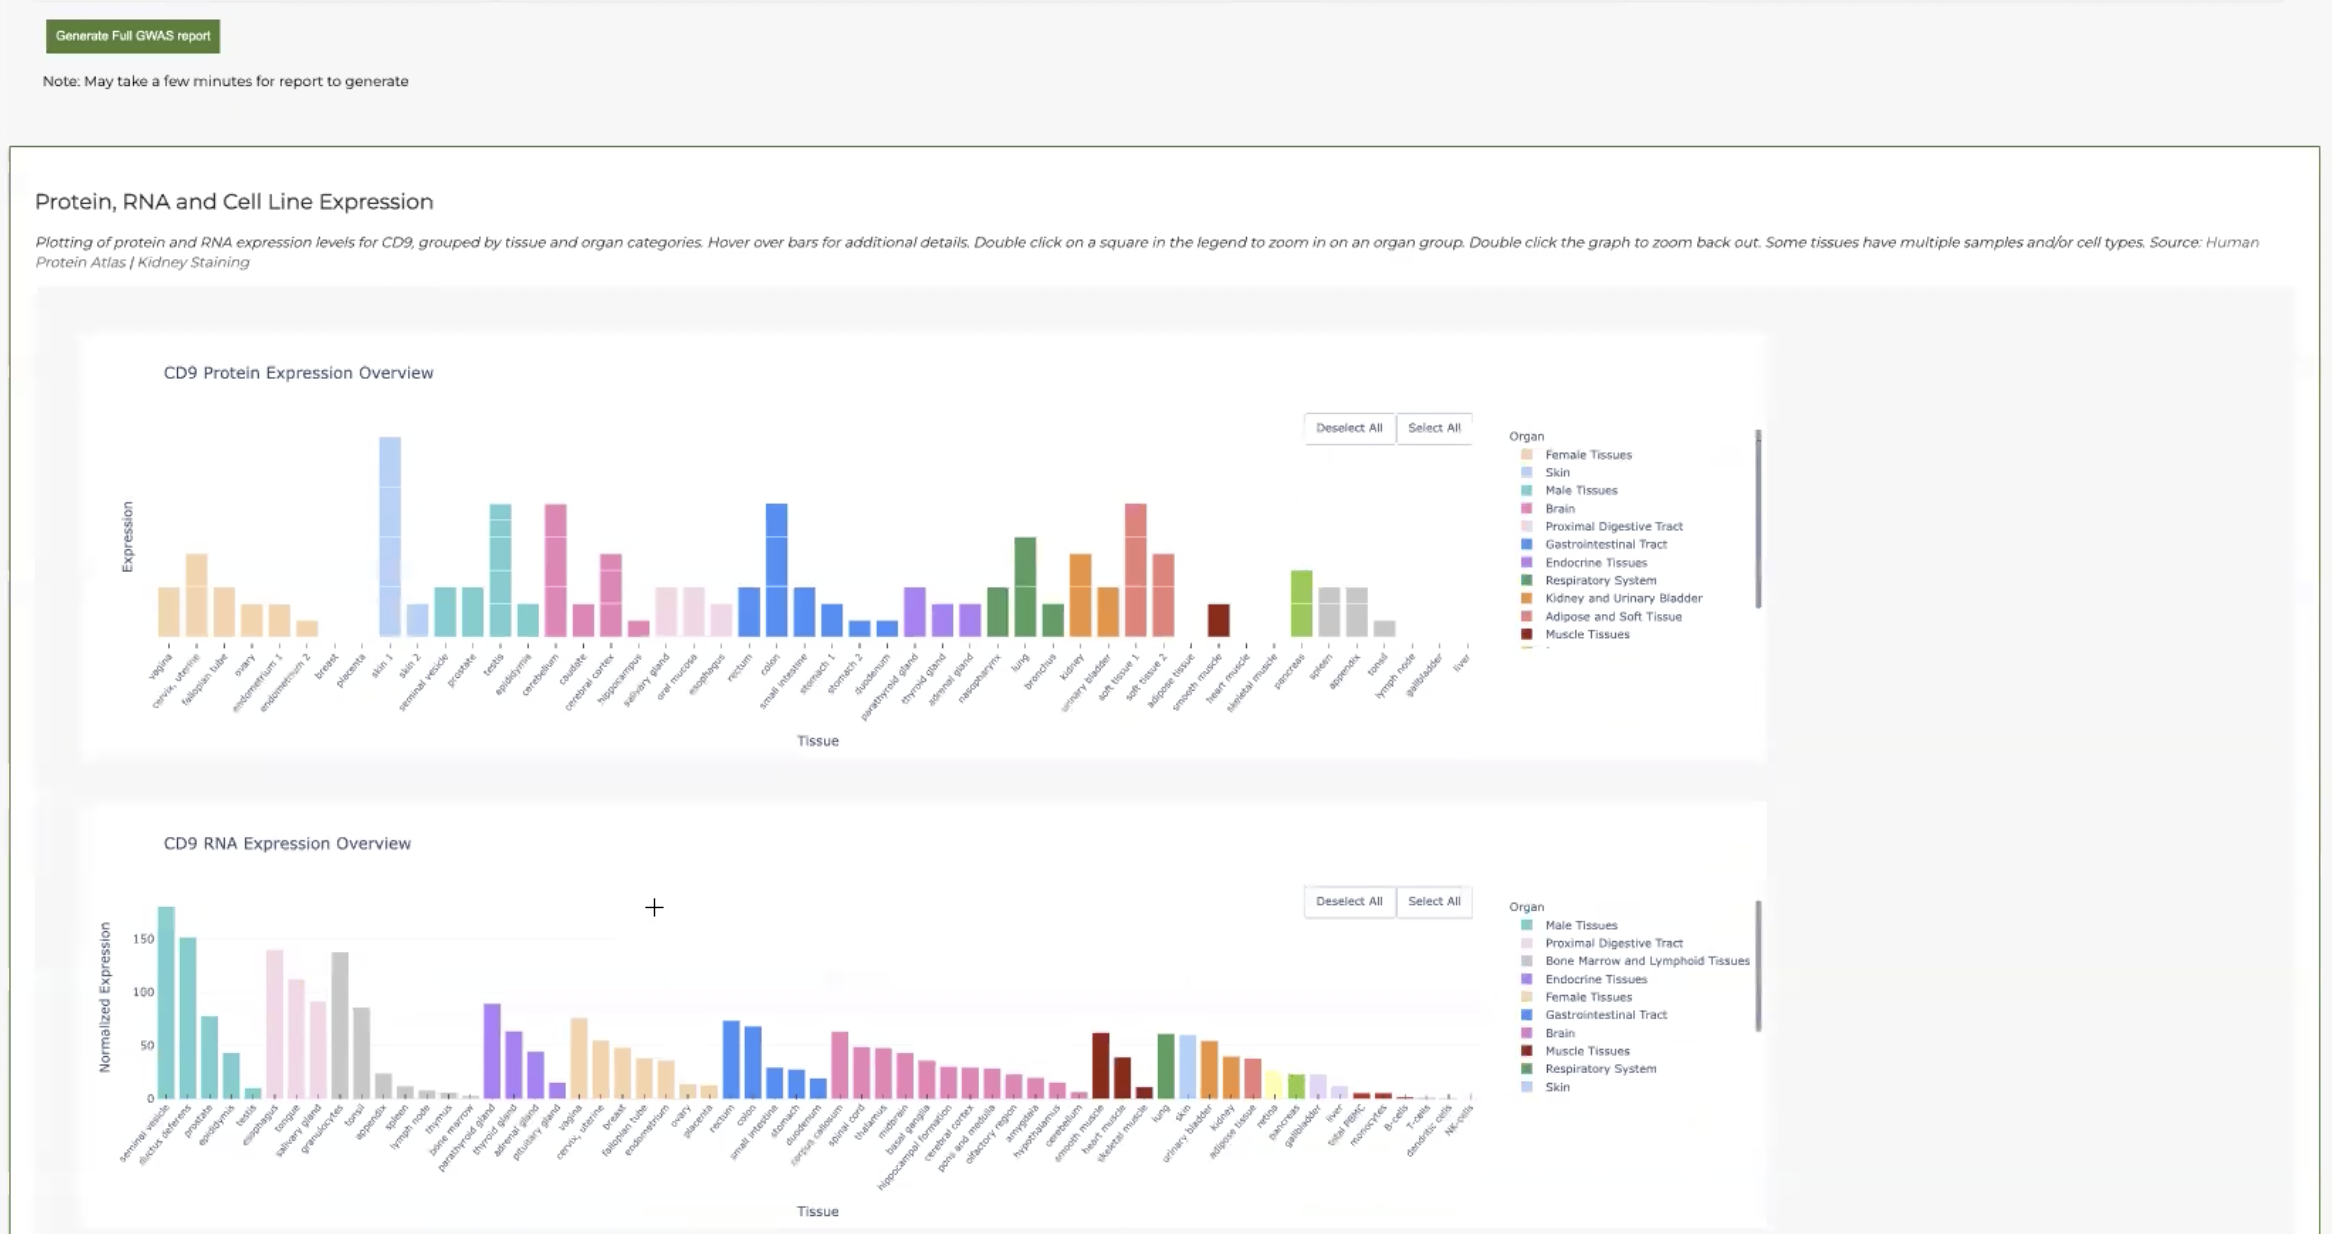 Generate Full GWAS report
Note: May take a few minutes for report to generate
Protein, RNA and Cell Line Expression
Plotting of protein and RNA expression levels for CD9, grouped by tissue and organ categories. Hover over bars for additional details. Double click on a square in the legend to zoom in on an organ group. Double click the graph to zoom back out. Some tissues have multiple samples and/or cell types. Source: Human
Protein Atlas | Kidney Staining
CD9 Protein Expression Overview
Deselect All
Select All
Organ
Female Tissues
Skin
Male Tissues
Brain
Proximal Digestive Tract
Gastrointestinal Tract
Endocrine Tissues
Respiratory System
Kidney and Urinary Bladder
Adipose and Soft Tissue
Muscle Tissues
Expression
vagina
cervix, uterine
fallopian tube
ovary
endometrium 1
endometrium 2
breast
placenta
skin 1
skin 2
seminal vesicle
prostate
testis
epididymis
cerebellum
caudate
cerebral cortex
hippocampus
salivary gland
oral mucosa
esophagus
rectum
colon
small intestine
stomach 1
stomach 2
duodenum
parathyroid gland
thyroid gland
adrenal gland
nasopharynx
lung
bronchus
kidney
urinary bladder
soft tissue 1
soft tissue 2
adipose tissue
smooth muscle
heart muscle
skeletal muscle
pancreas
spleen
appendix
tonsil
lymph node
gallbladder
liver
Tissue
CD9 RNA Expression Overview
Deselect All
Select All
Organ
Male Tissues
Proximal Digestive Tract
Bone Marrow and Lymphoid Tissues
Endocrine Tissues
Female Tissues
Gastrointestinal Tract
Brain
Muscle Tissues
Respiratory System
Skin
Normalized Expression
150
100
50
0
seminal vesicle
ductus deferens
prostate
epididymis
testis
esophagus
tongue
salivary gland
granulocytes
tonsil
appendix
spleen
lymph node
thymus
bone marrow
parathyroid gland
thyroid gland
adrenal gland
pituitary gland
vagina
cervix, uterine
breast
fallopian tube
endometrium
ovary
placenta
rectum
colon
small intestine
stomach
duodenum
corpus callosum
spinal cord
thalamus
midbrain
basal ganglia
hippocampal formation
cerebral cortex
pons and medulla
olfactory region
amygdala
hypothalamus
cerebellum
smooth muscle
heart muscle
skeletal muscle
lung
skin
urinary bladder
kidney
adipose tissue
retina
pancreas
gallbladder
liver
total PBMC
monocytes
B-cells
T-cells
dendritic cells
NK-cells
Tissue